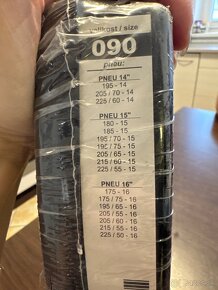 velikost / size
090
pneu:
PNEU 14"
195 - 14
205 / 70 - 14
225 / 60 - 14
PNEU 15"
180 - 15
185 - 15
195 / 70 - 15
195 / 75 - 15
205 / 65 - 15
215 / 60 - 15
225 / 55 - 15
PNEU 16"
175 - 16
175 / 75 - 16
195 / 65 - 16
205 / 55 - 16
205 / 60 - 16
215 / 55 - 16
225 / 50 - 16